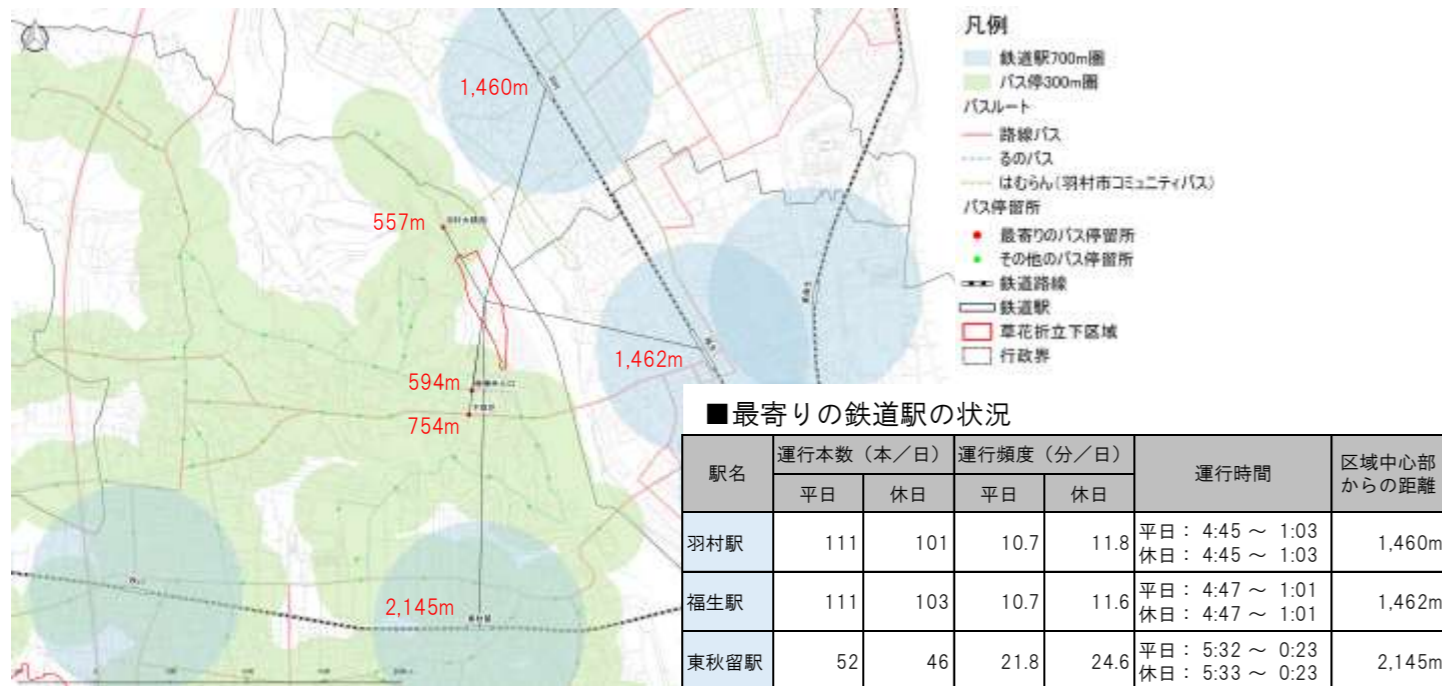 1,460m
557m
1,462m
594m
754m
2,145m
凡例
鉄道駅700m圏
バス停300m圏
バスルート
路線バス
るのバス
はむらん(羽村市コミュニティバス)
バス停留所
最寄りのバス停留所
その他のバス停留所
鉄道路線
鉄道駅
草花折立下区域
行政界
■最寄りの鉄道駅の状況
駅名 運行本数(本/日) 運行頻度(分/日) 運行時間 区域中心部からの距離
平日 休日 平日 休日
羽村駅 111 101 10.7 11.8 平日: 4:45 ~ 1:03 1,460m
休日: 4:45 ~ 1:03
福生駅 111 103 10.7 11.6 平日: 4:47 ~ 1:01 1,462m
休日: 4:47 ~ 1:01
東秋留駅 52 46 21.8 24.6 平日: 5:32 ~ 0:23 2,145m
休日: 5:33 ~ 0:23